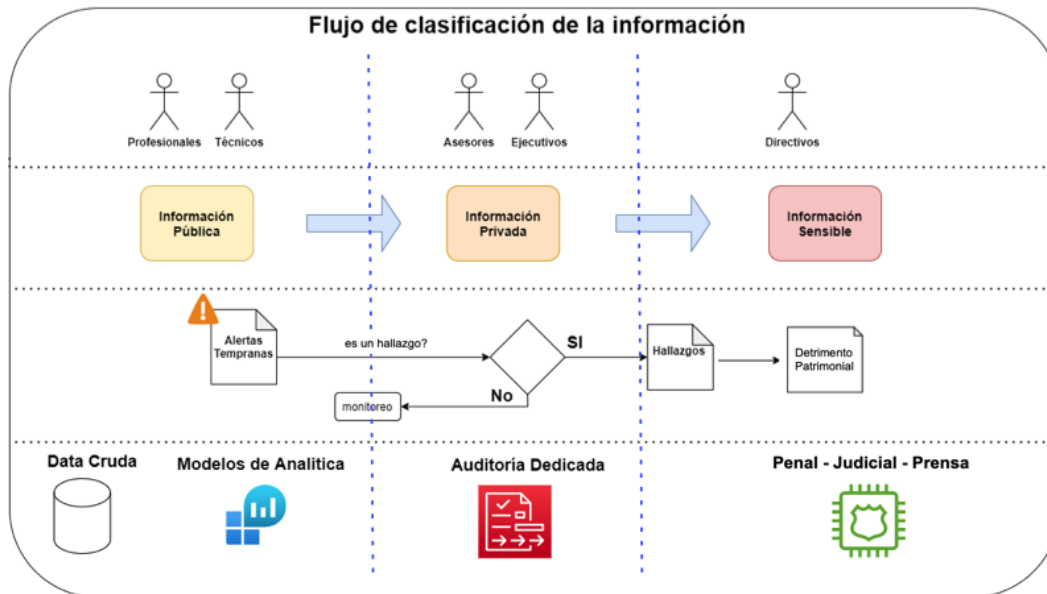 Flujo de clasificación de la información
Profesionales
Técnicos
Asesores
Ejecutivos
Directivos
Información
Pública
Información
Privada
Información
Sensible
Alertas
Tempranas
es un hallazgo?
SI
No
monitoreo
Hallazgos
Detrimento
Patrimonial
Data Cruda
Modelos de Analitica
Auditoría Dedicada
Penal - Judicial - Prensa